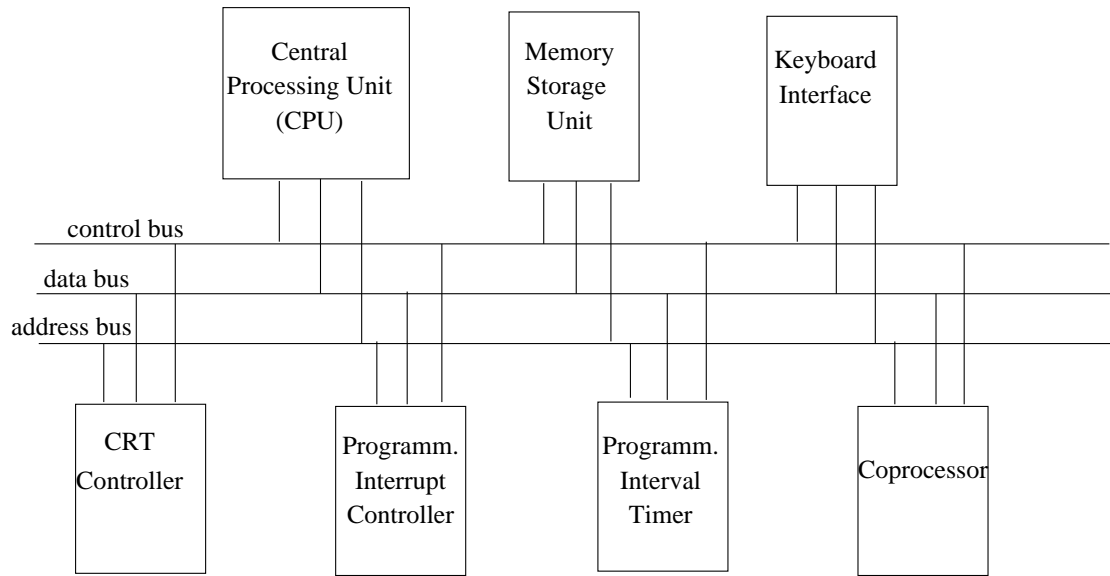 Central
Processing Unit
(CPU)
Memory
Storage
Unit
Keyboard
Interface
control bus
data bus
address bus
CRT
Controller
Programm.
Interrupt
Controller
Programm.
Interval
Timer
Coprocessor